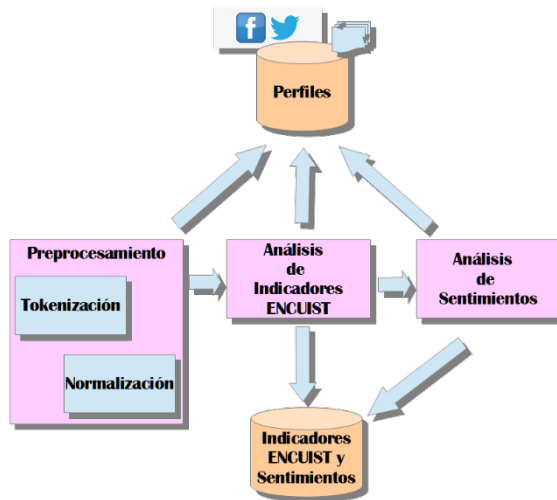 Perfiles
Preprocesamiento
Tokenización
Normalización
Análisis
de
Indicadores
ENCUIST
Análisis
de
Sentimientos
Indicadores
ENCUIST y
Sentimientos